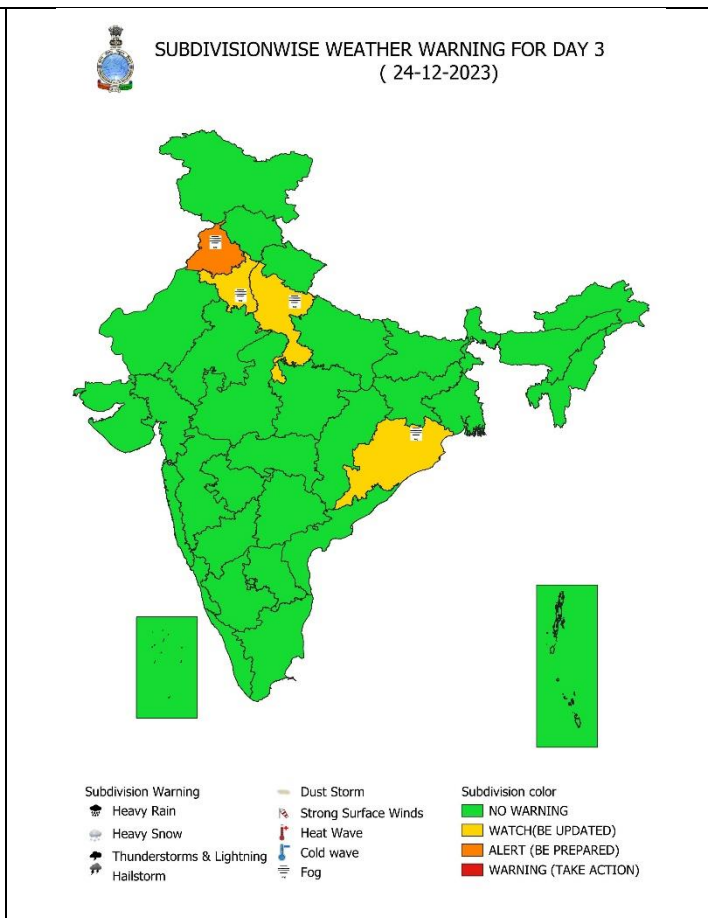 SUBDIVISIONWISE WEATHER WARNING FOR DAY 3
( 24-12-2023)
Subdivision Warning
Heavy Rain
Heavy Snow
Thunderstorms & Lightning
Hailstorm
Dust Storm
Strong Surface Winds
Heat Wave
Cold wave
Fog
Subdivision color
NO WARNING
WATCH(BE UPDATED)
ALERT (BE PREPARED)
WARNING (TAKE ACTION)